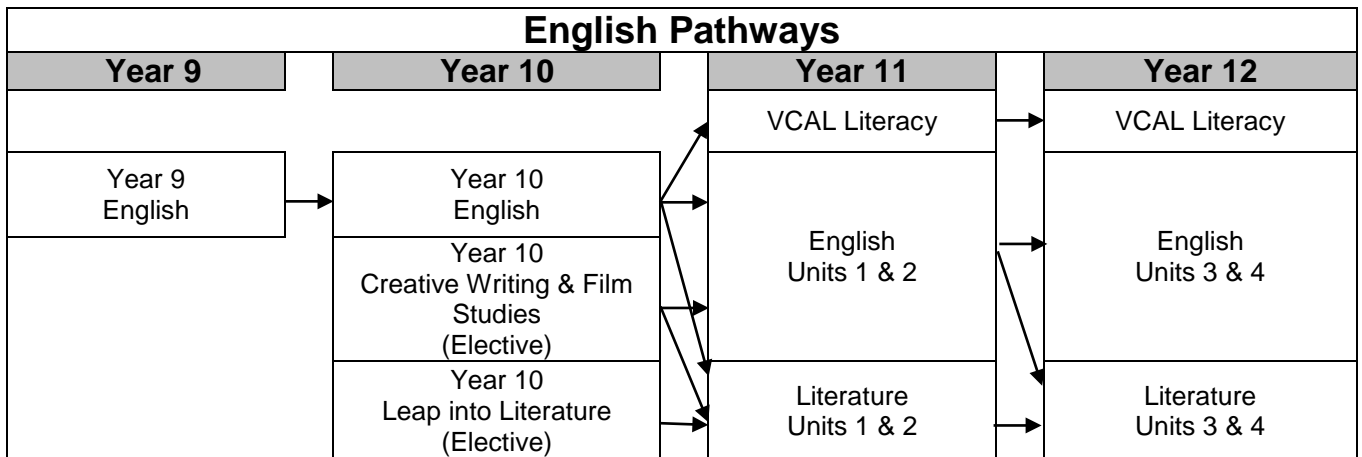 English Pathways
Year 9
Year 10
Year 11
Year 12
VCAL Literacy
VCAL Literacy
Year 9
English
Year 10
English
Year 10
Creative Writing & Film
Studies
(Elective)
Year 10
Leap into Literature
(Elective)
English
Units 1 & 2
English
Units 3 & 4
Literature
Units 1 & 2
Literature
Units 3 & 4